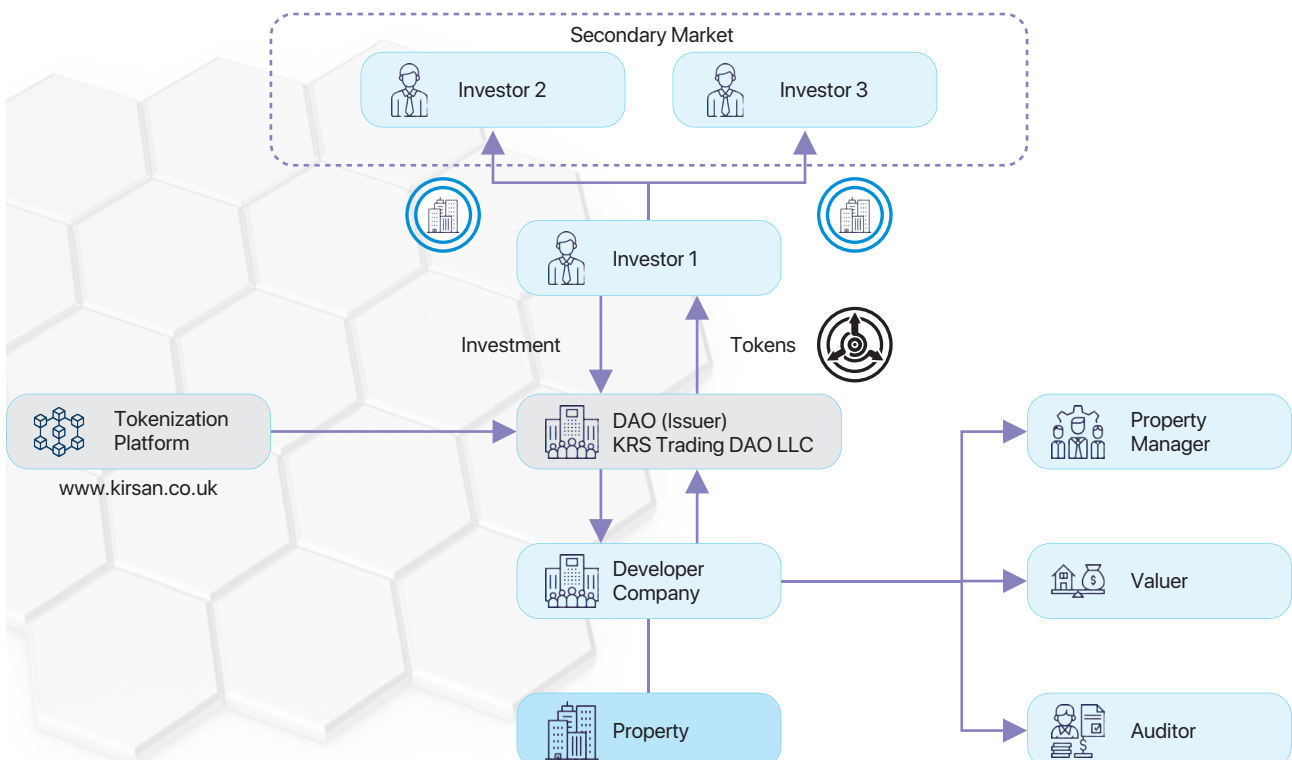 Secondary Market
Investor 2
Investor 3
Investor 1
Investment
Tokens
Tokenization
Platform
www.kirsan.co.uk
DAO (Issuer)
KRS Trading DAO LLC
Property
Manager
Developer
Company
Valuer
Property
Auditor